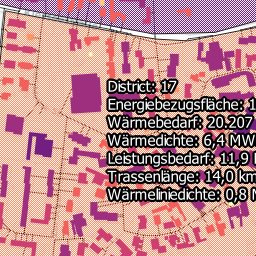 District: 17
Energiebezugsfläche: 1
Wärmebedarf: 20.207
Wärmedichte: 6,4 MW
Leistungsbedarf: 11,9
Trassenlänge: 14,0 km
Wärmeliniedichte: 0,8 M